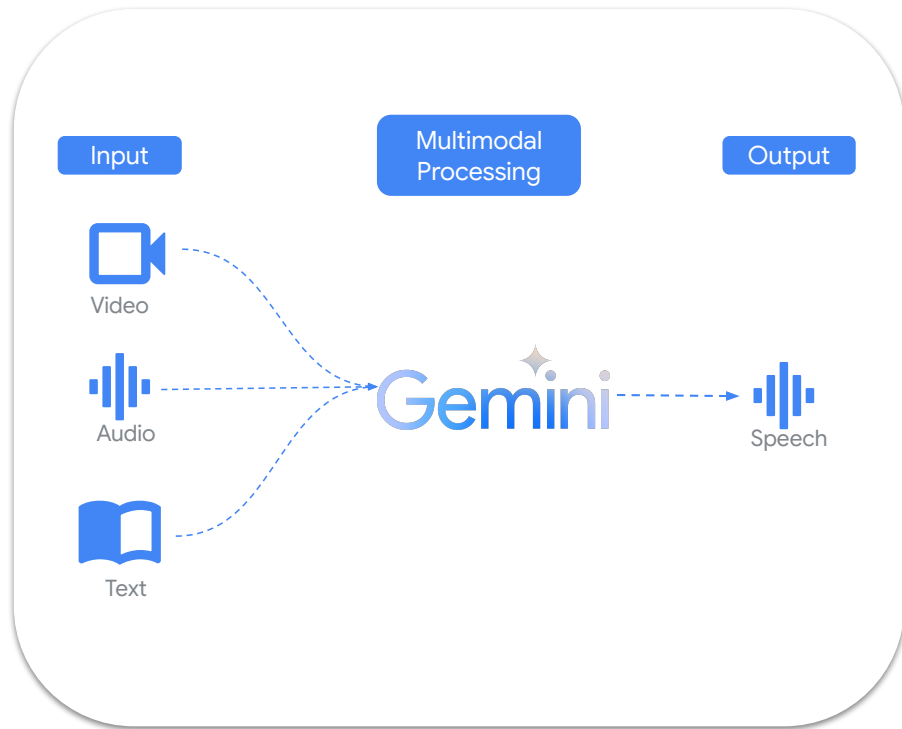 Input
Multimodal
Processing
Output
Video
Audio
Text
Gemini
Speech